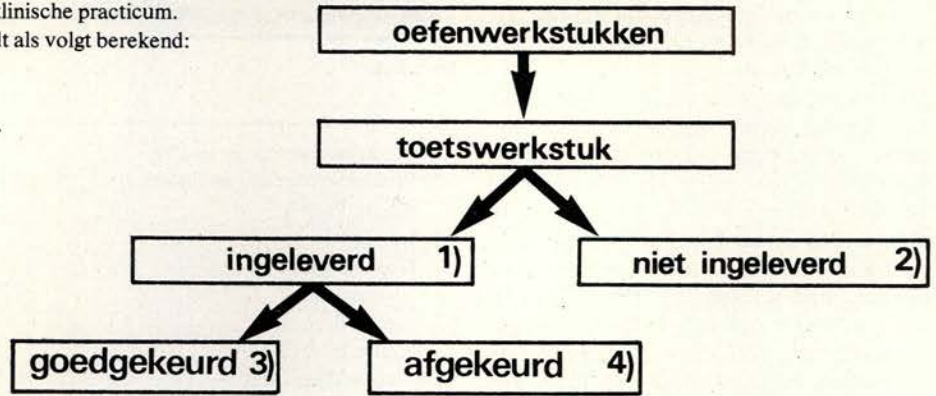 linische practicum.
lt als volgt berekend:
oefenwerkstukken
toetswerkstuk
ingeleverd 1)
niet ingeleverd 2)
goedgekeurd 3)
afgekeurd 4)